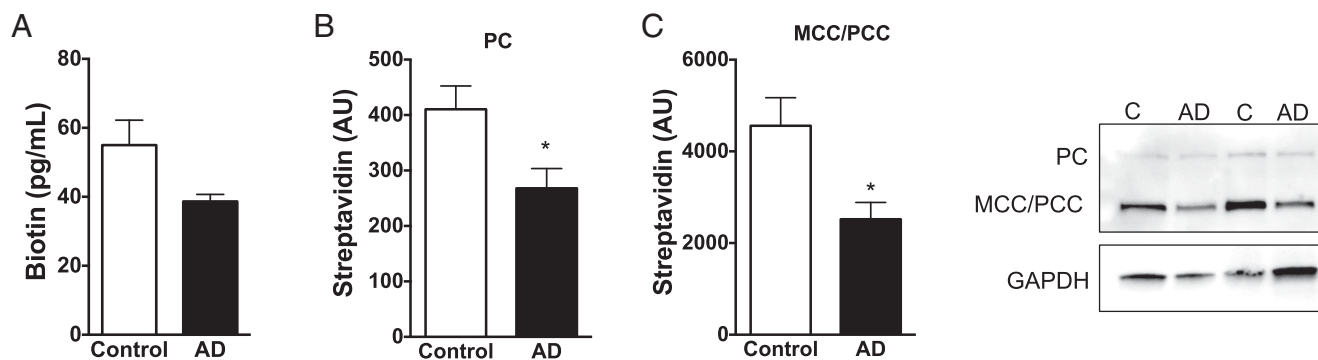 A
Biotin (pg/mL)
80
60
40
20
0
Control AD
B
PC
Streptavidin (AU)
500
400
300
200
100
0
*
Control AD
C
MCC/PCC
Streptavidin (AU)
6000
4000
2000
0
*
Control AD
C AD C AD
PC
MCC/PCC
GAPDH